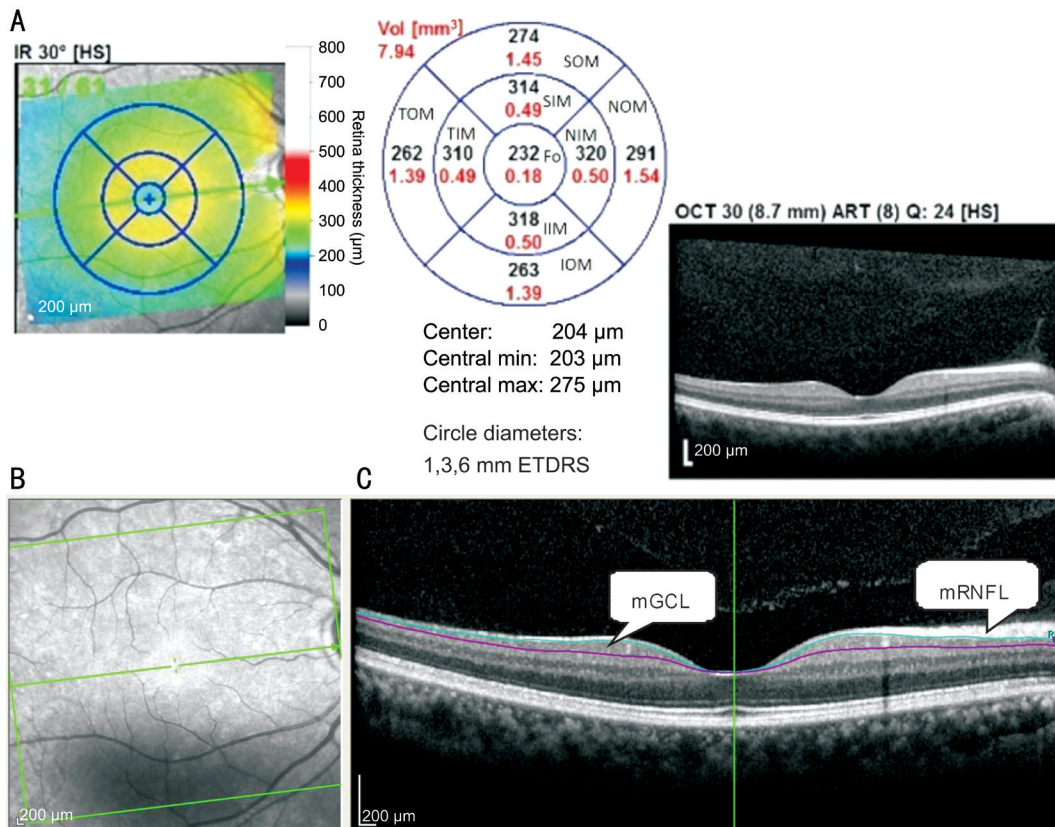 A
IR 30° [HS]
31 / 61
200 µm
800
700
600
500
400
300
200
100
0
Retina thickness (µm)
Vol [mm³]
7.94
274
1.45
SOM
314
0.49
SIM
TOM
NOM
TIM
NIM
262
1.39
310
0.49
232
Fo
0.18
320
0.50
291
1.54
318
0.50
IIM
263
1.39
IOM
Center: 204 µm
Central min: 203 µm
Central max: 275 µm
Circle diameters:
1,3,6 mm ETDRS
OCT 30 (8.7 mm) ART (8) Q: 24 [HS]
200 µm
B
200 µm
C
mGCL
mRNFL
200 µm